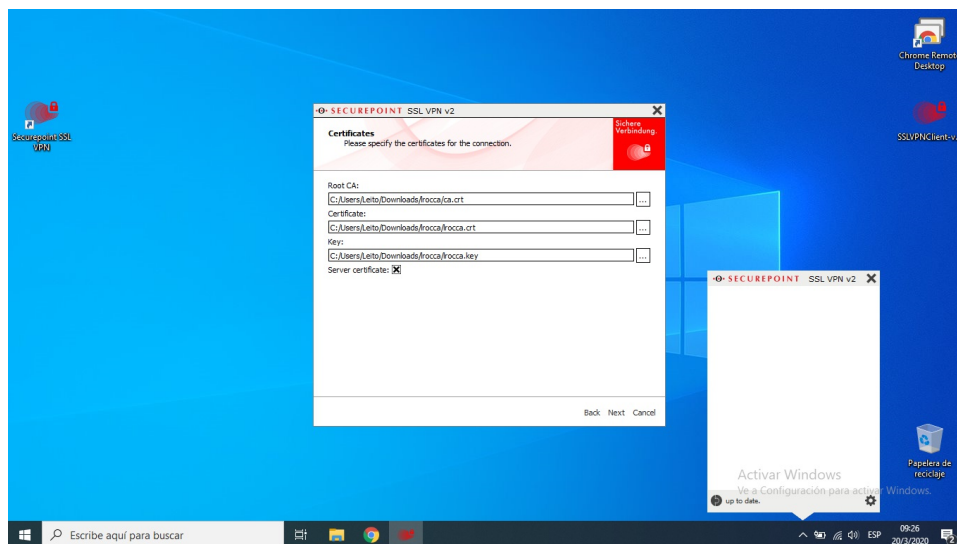 Chrome Remot
Desktop
Securepoint SSL
VPN
SSLVPNClient-v
SECUREPOINT SSL VPN v2
Certificates
Please specify the certificates for the connection.
Sichere
Verbindung.
Root CA:
C:/Users/Leito/Downloads/lrocca/ca.crt
...
Certificate:
C:/Users/Leito/Downloads/lrocca/lrocca.crt
...
Key:
C:/Users/Leito/Downloads/lrocca/lrocca.key
...
Server certificate:
Back Next Cancel
SECUREPOINT SSL VPN v2
Papelera de
reciclaje
Activar Windows
Ve a Configuración para activar Windows.
up to date.
Escribe aquí para buscar
ESP
09:26
20/3/2020
2